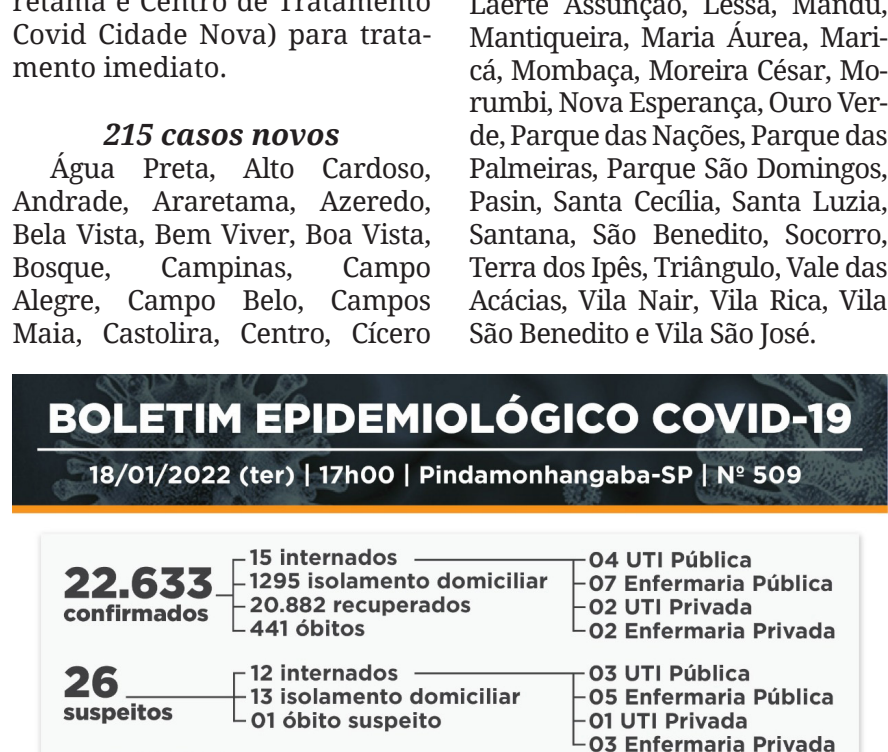 retama e Centro de Tratamento
Covid Cidade Nova) para trata-
mento imediato.
215 casos novos
Água Preta, Alto Cardoso,
Andrade, Araretama, Azeredo,
Bela Vista, Bem Viver, Boa Vista,
Bosque, Campinas, Campo
Alegre, Campo Belo, Campos
Maia, Castolira, Centro, Cícero
Laerte Assunção, Lessa, Mandu,
Mantiqueira, Maria Áurea, Mari-
cá, Mombaça, Moreira César, Mo-
rumbi, Nova Esperança, Ouro Ver-
de, Parque das Nações, Parque das
Palmeiras, Parque São Domingos,
Pasin, Santa Cecília, Santa Luzia,
Santana, São Benedito, Socorro,
Terra dos Ipês, Triângulo, Vale das
Acácias, Vila Nair, Vila Rica, Vila
São Benedito e Vila São José.
BOLETIM EPIDEMIOLÓGICO COVID-19
18/01/2022 (ter) | 17h00 | Pindamonhangaba-SP | Nº 509
22.633
confirmados
15 internados
1295 isolamento domiciliar
20.882 recuperados
441 óbitos
04 UTI Pública
07 Enfermaria Pública
02 UTI Privada
02 Enfermaria Privada
26
suspeitos
12 internados
13 isolamento domiciliar
01 óbito suspeito
03 UTI Pública
05 Enfermaria Pública
01 UTI Privada
03 Enfermaria Privada